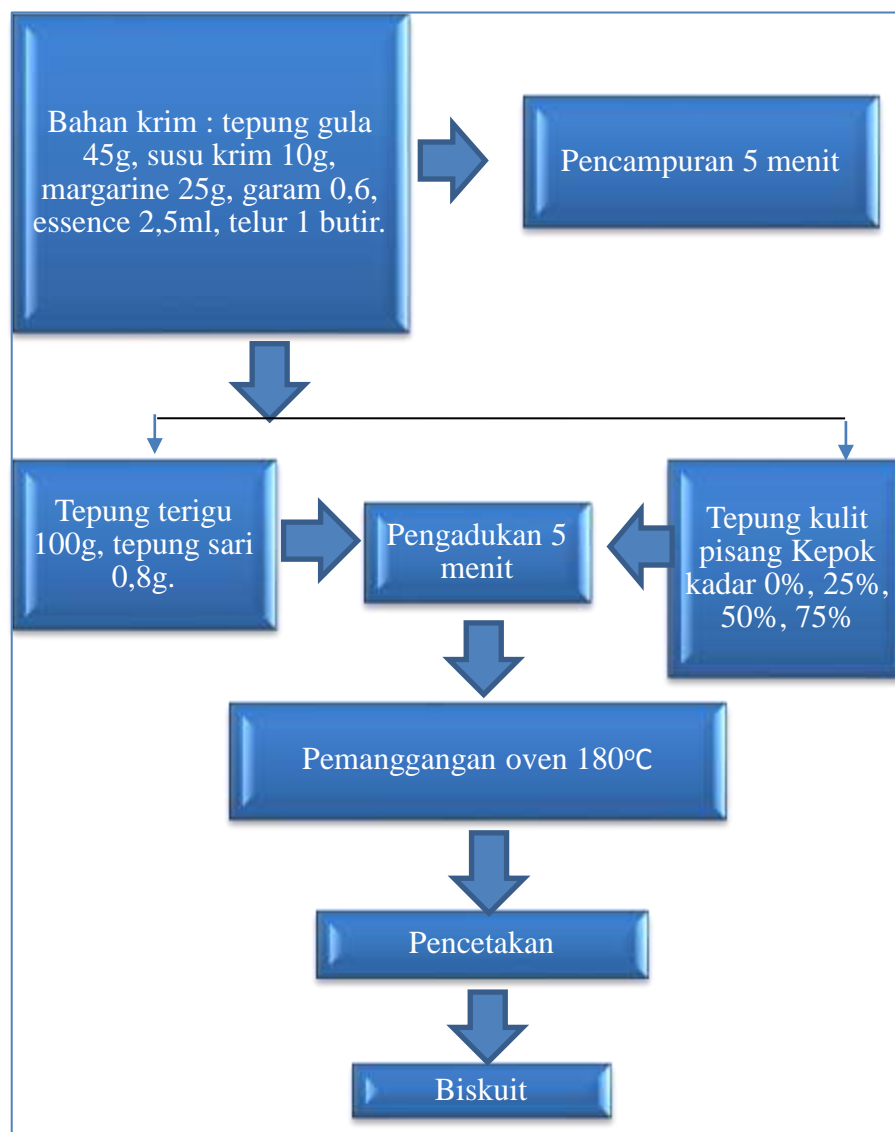 Bahan krim : tepung gula
45g, susu krim 10g,
margarine 25g, garam 0,6,
essence 2,5ml, telur 1 butir.
Pencampuran 5 menit
Tepung terigu
100g, tepung sari
0,8g.
Pengadukan 5
menit
Tepung kulit
pisang Kepok
kadar 0%, 25%,
50%, 75%
Pemanggangan oven 180°C
Pencetakan
Biskuit